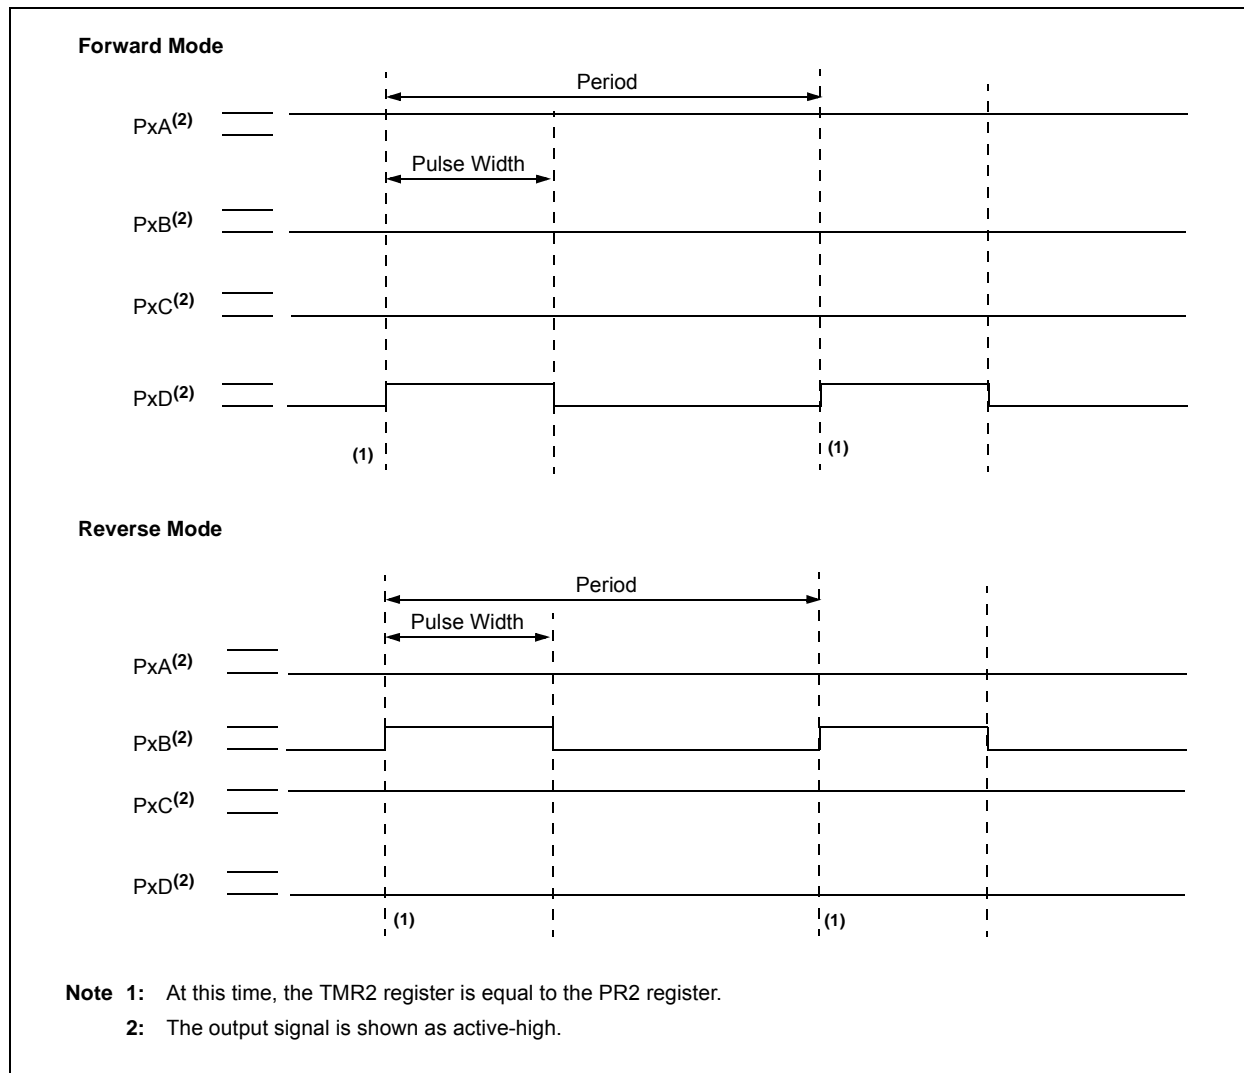 Forward Mode
Period
PxA(2)
Pulse Width
PxB(2)
PxC(2)
PxD(2)
(1) (1)
Reverse Mode
Period
Pulse Width
PxA(2)
PxB(2)
PxC(2)
PxD(2)
(1) (1)
Note 1: At this time, the TMR2 register is equal to the PR2 register.
2: The output signal is shown as active-high.